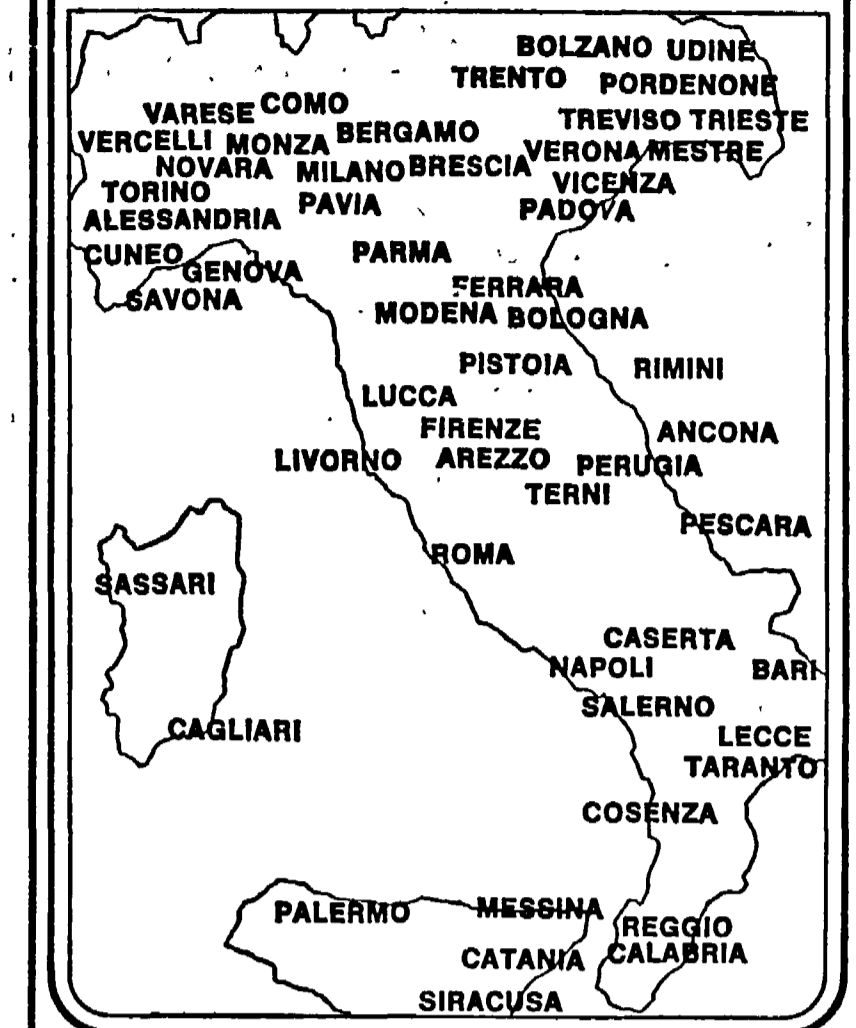 BOLZANO UDINE
TRENTO PORDENONE
VARESE COMO
TREVISO TRIESTE
VERCELLI MONZA BERGAMO
VERONA MESTRE
NOVARA MILANO BRESCIA
VICENZA
TORINO
PAVIA PADOVA
ALESSANDRIA
CUNEO PARMA
GENOVA
SAVONA FERRARA
MODENA BOLOGNA
PISTOIA RIMINI
LUCCA
FIRENZE ANCONA
LIVORNO AREZZO PERUGIA
TERNI
PESCARA
ROMA
SASSARI
CASERTA
NAPOLI BARI
SALERNO
CAGLIARI LECCE
TARANTO
COSENZA
PALERMO MESSINA
REGGIO
CALABRIA
CATANIA
SIRACUSA